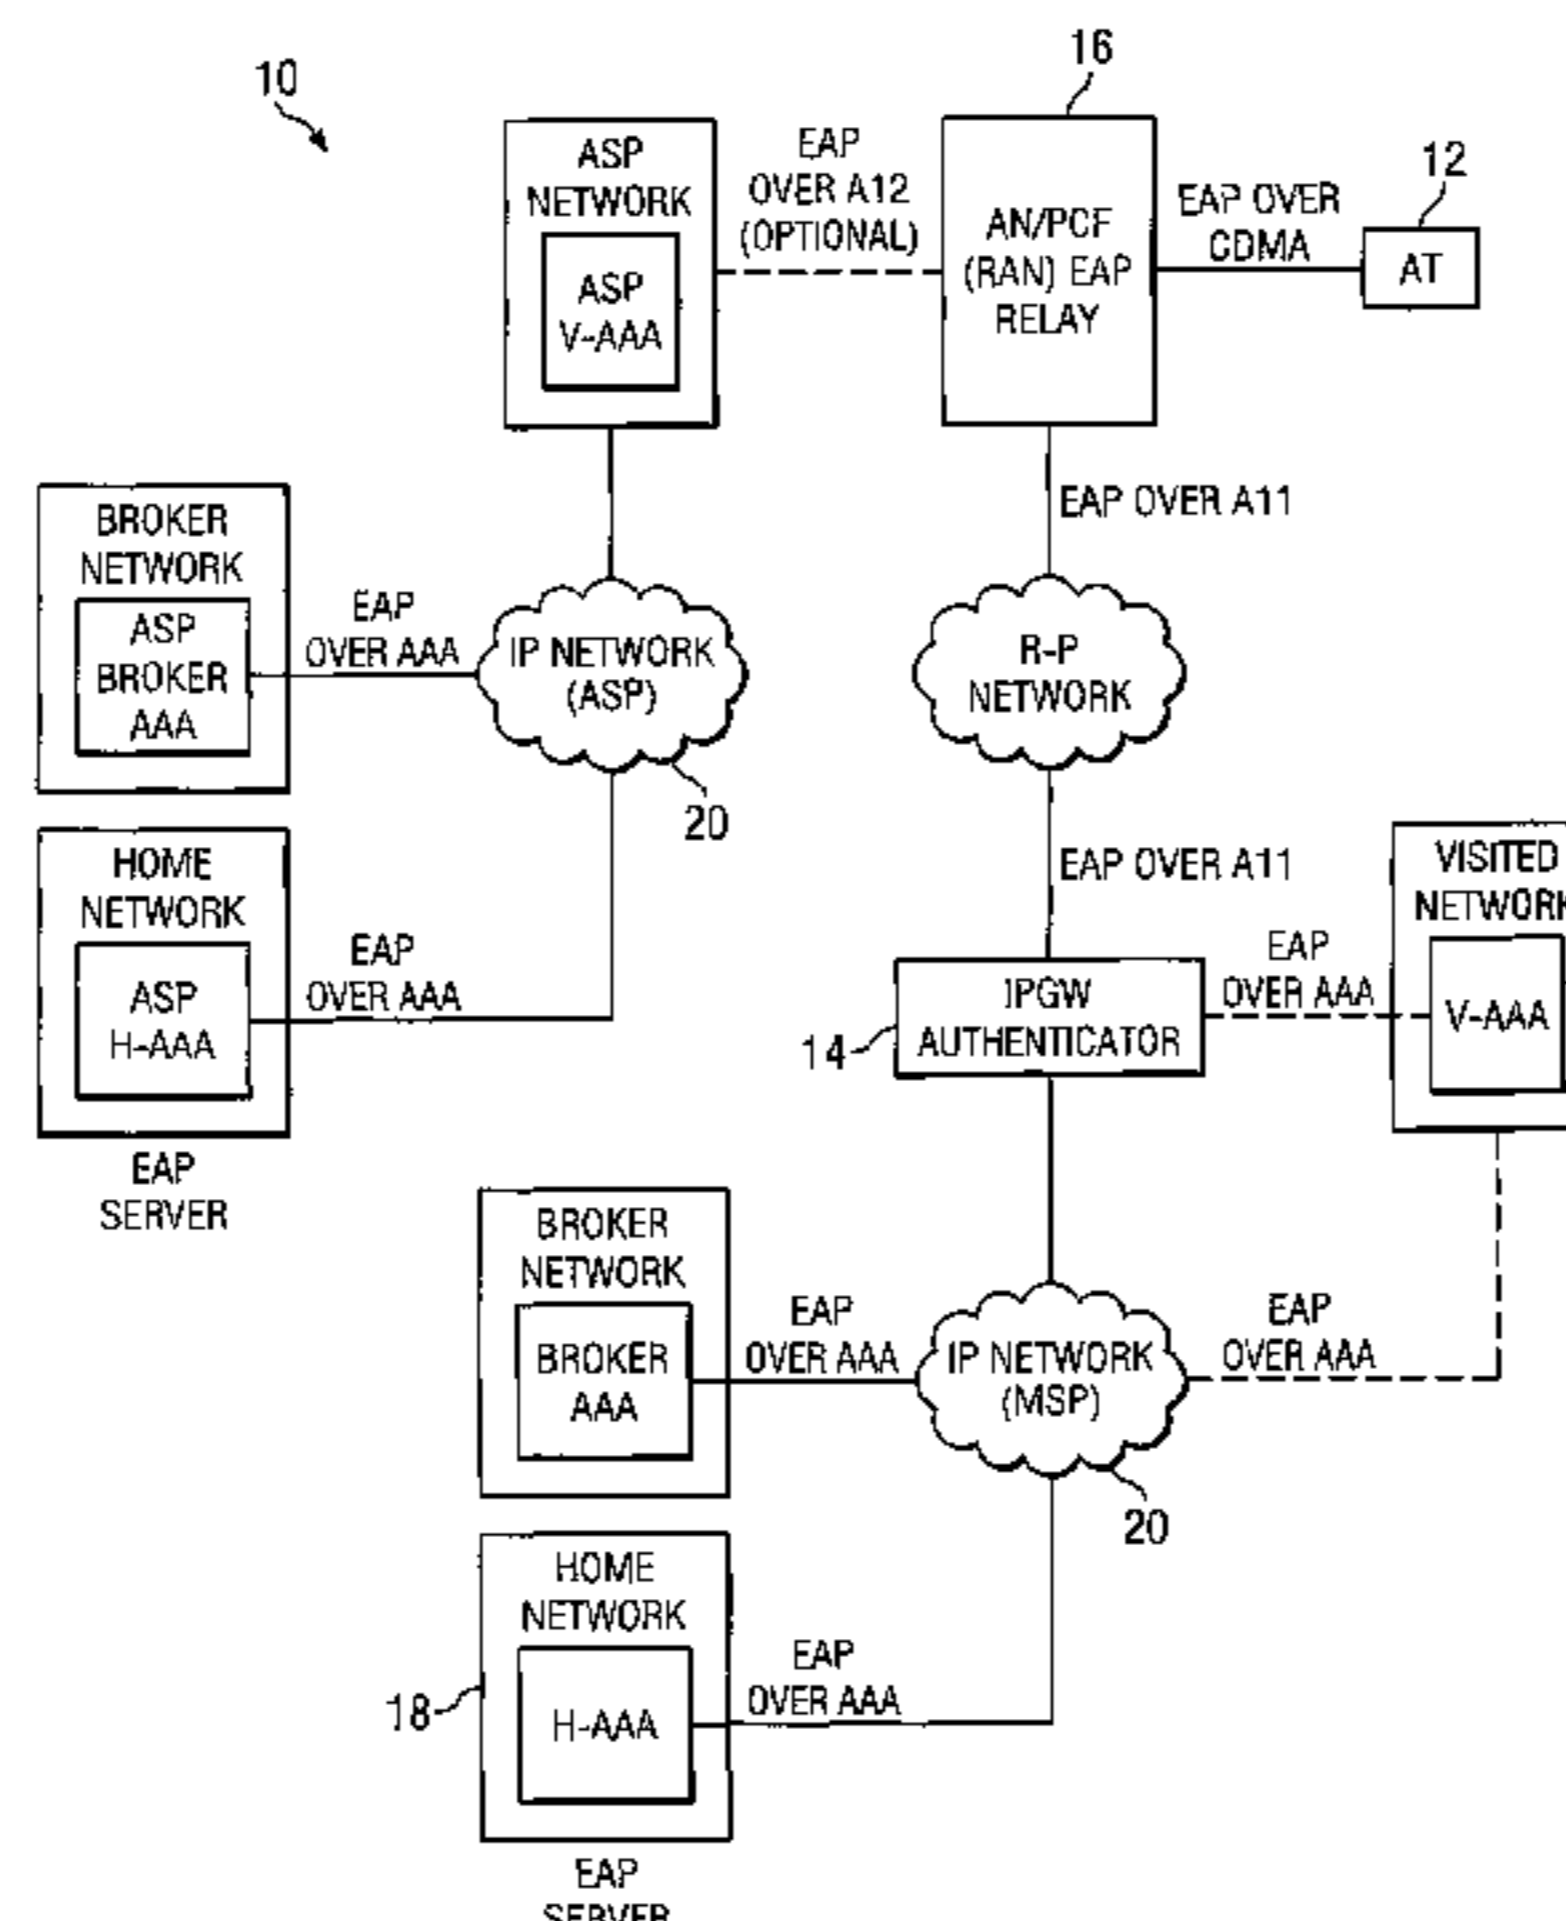 10
16
12
ASP
NETWORK
ASP
V-AAA
EAP
OVER A12
(OPTIONAL)
AN/PCF
(RAN) EAP
RELAY
EAP OVER
CDMA
AT
EAP OVER A11
BROKER
NETWORK
ASP
BROKER
AAA
EAP
OVER AAA
IP NETWORK
(ASP)
20
R-P
NETWORK
EAP OVER A11
HOME
NETWORK
ASP
H-AAA
EAP
OVER AAA
EAP
SERVER
IPGW
AUTHENTICATOR
14
EAP
OVER AAA
VISITED
NETWORK
V-AAA
BROKER
NETWORK
BROKER
AAA
EAP
OVER AAA
IP NETWORK
(MSP)
20
EAP
OVER AAA
HOME
NETWORK
H-AAA
18
EAP
OVER AAA
EAP
SERVER